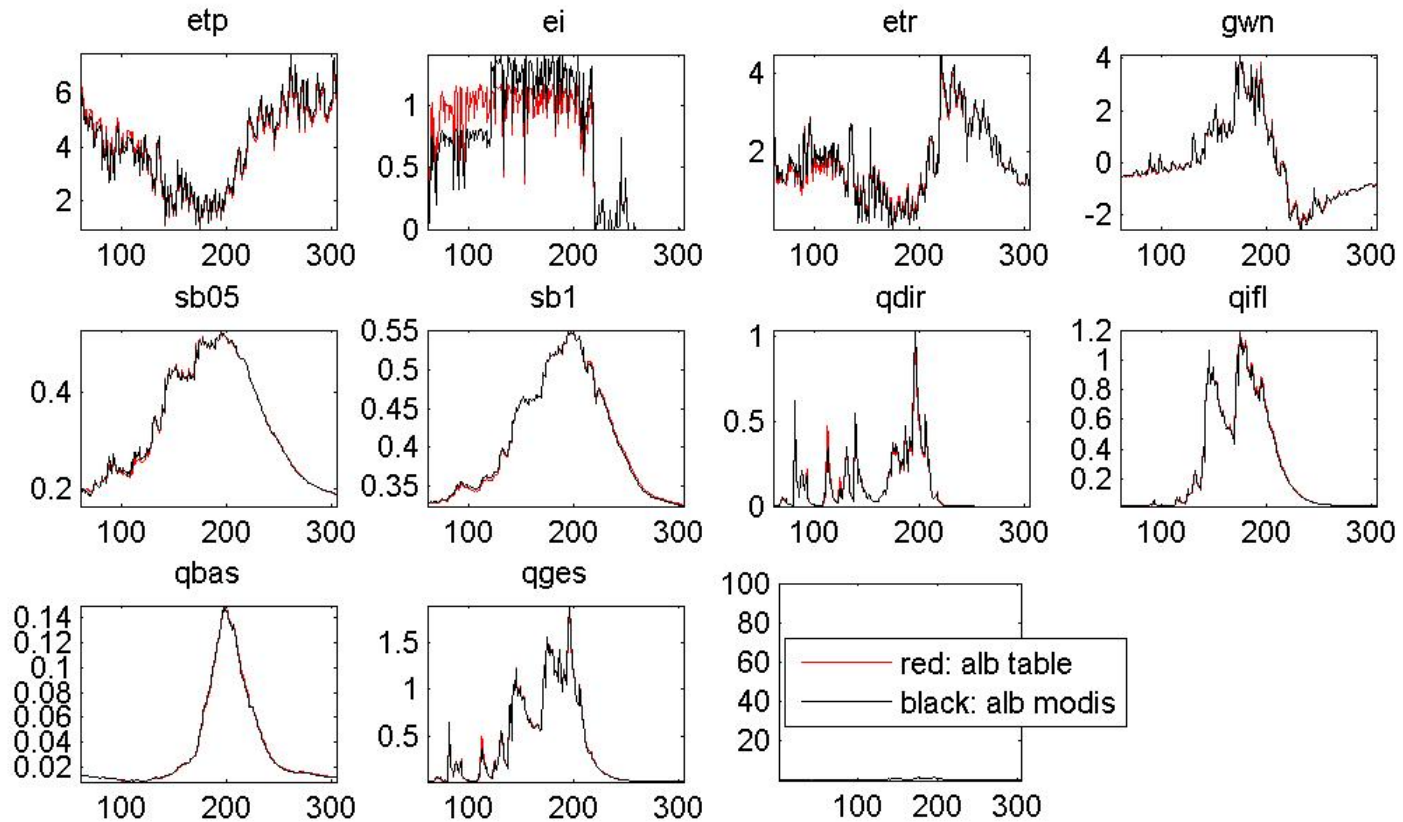 etp ei etr gwn
6 4 2 100 200 300
1 0.5 0 100 200 300
4 2 100 200 300
4 2 0 -2 100 200 300
sb05 sb1 qdir qifl
0.4 0.2 100 200 300
0.55 0.5 0.45 0.4 0.35 100 200 300
1 0.5 0 100 200 300
1.2 1 0.8 0.6 0.4 0.2 100 200 300
qbas qges
0.14 0.12 0.1 0.08 0.06 0.04 0.02 100 200 300
1.5 1 0.5 100 200 300
100 80 60 40 20 100 200 300
red: alb table
black: alb modis